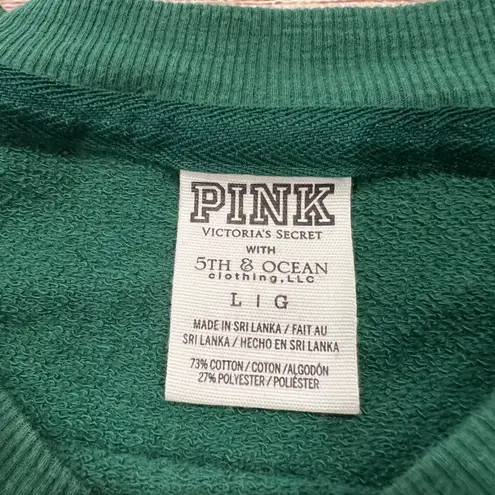 PINK
VICTORIA'S SECRET
WITH
5TH & OCEAN
clothing, LLC
L | G
MADE IN SRI LANKA / FAIT AU
SRI LANKA / HECHO EN SRI LANKA
73% COTTON / COTON / ALGODÓN
27% POLYESTER / POLIÉSTER